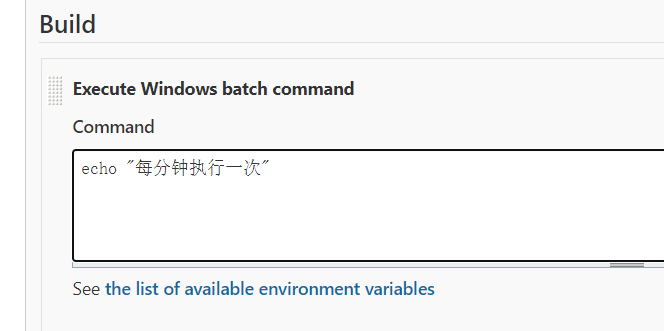 Build
Execute Windows batch command
Command
echo "每分钟执行一次"
See the list of available environment variables